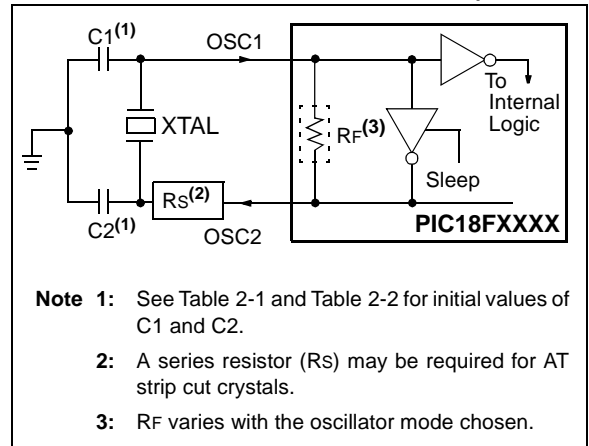 C1(1)
OSC1
To
Internal
Logic
XTAL
RF(3)
Sleep
C2(1)
RS(2)
OSC2
PIC18FXXXX
Note 1: See Table 2-1 and Table 2-2 for initial values of
C1 and C2.
2: A series resistor (RS) may be required for AT
strip cut crystals.
3: RF varies with the oscillator mode chosen.